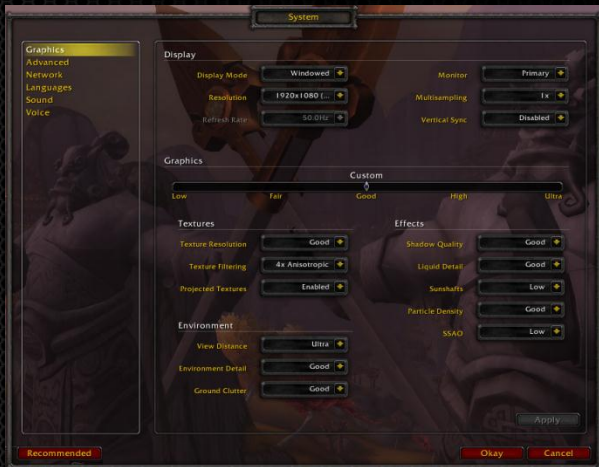 System
Graphics
Advanced
Network
Languages
Sound
Voice
Display
Display Mode Windowed Monitor Primary
Resolution 1920x1080 (... Multisampling 1x
Refresh Rate 50.0Hz Vertical Sync Disabled
Graphics
Custom
Low Fair Good High Ultra
Textures Effects
Texture Resolution Good Shadow Quality Good
Texture Filtering 4x Anisotropic Liquid Detail Good
Projected Textures Enabled Sunshafts Low
Particle Density Good
Environment SSAO Low
View Distance Ultra
Environment Detail Good
Ground Clutter Good
Apply
Recommended Okay Cancel